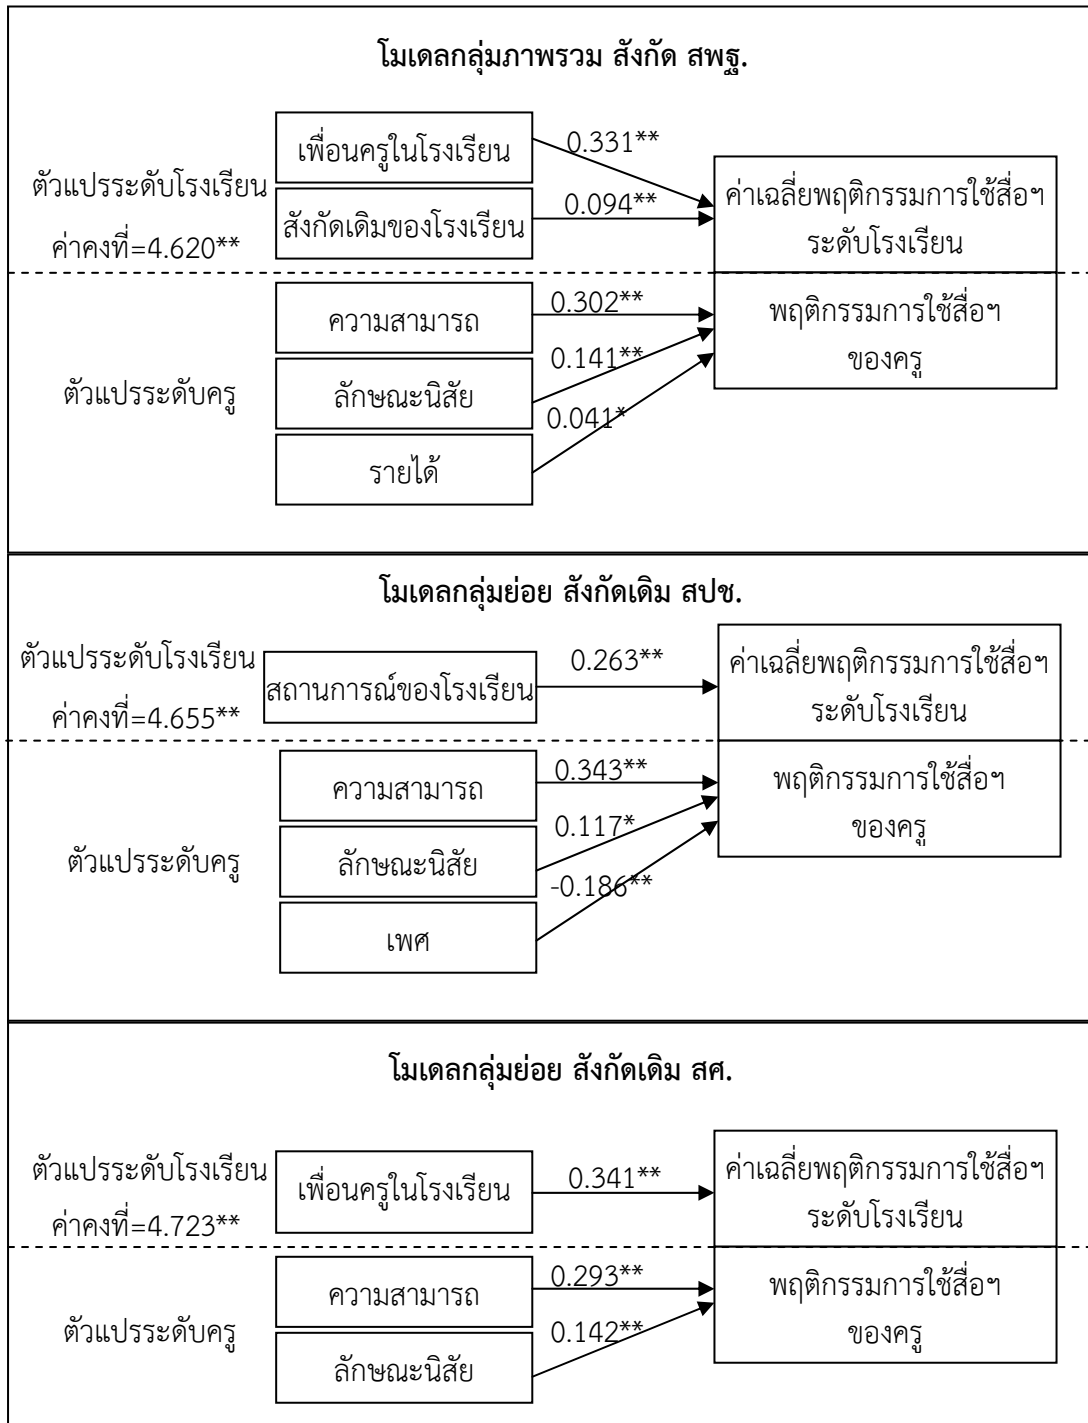 โมเดลกลุ่มภาพรวม สังกัด สพฐ.
เพื่อนครูในโรงเรียน
0.331**
ตัวแปรระดับโรงเรียน
ค่าคงที่=4.620**
สังกัดเดิมของโรงเรียน
0.094**
ค่าเฉลี่ยพฤติกรรมการใช้สื่อฯ
ระดับโรงเรียน
ความสามารถ
0.302**
พฤติกรรมการใช้สื่อฯ
ของครู
ตัวแปรระดับครู
ลักษณะนิสัย
0.141**
รายได้
0.041*
โมเดลกลุ่มย่อย สังกัดเดิม สปช.
ตัวแปรระดับโรงเรียน
ค่าคงที่=4.655**
สถานการณ์ของโรงเรียน
0.263**
ค่าเฉลี่ยพฤติกรรมการใช้สื่อฯ
ระดับโรงเรียน
ความสามารถ
0.343**
พฤติกรรมการใช้สื่อฯ
ของครู
ตัวแปรระดับครู
ลักษณะนิสัย
0.117*
เพศ
-0.186**
โมเดลกลุ่มย่อย สังกัดเดิม สศ.
ตัวแปรระดับโรงเรียน
ค่าคงที่=4.723**
เพื่อนครูในโรงเรียน
0.341**
ค่าเฉลี่ยพฤติกรรมการใช้สื่อฯ
ระดับโรงเรียน
ความสามารถ
0.293**
พฤติกรรมการใช้สื่อฯ
ของครู
ตัวแปรระดับครู
ลักษณะนิสัย
0.142**